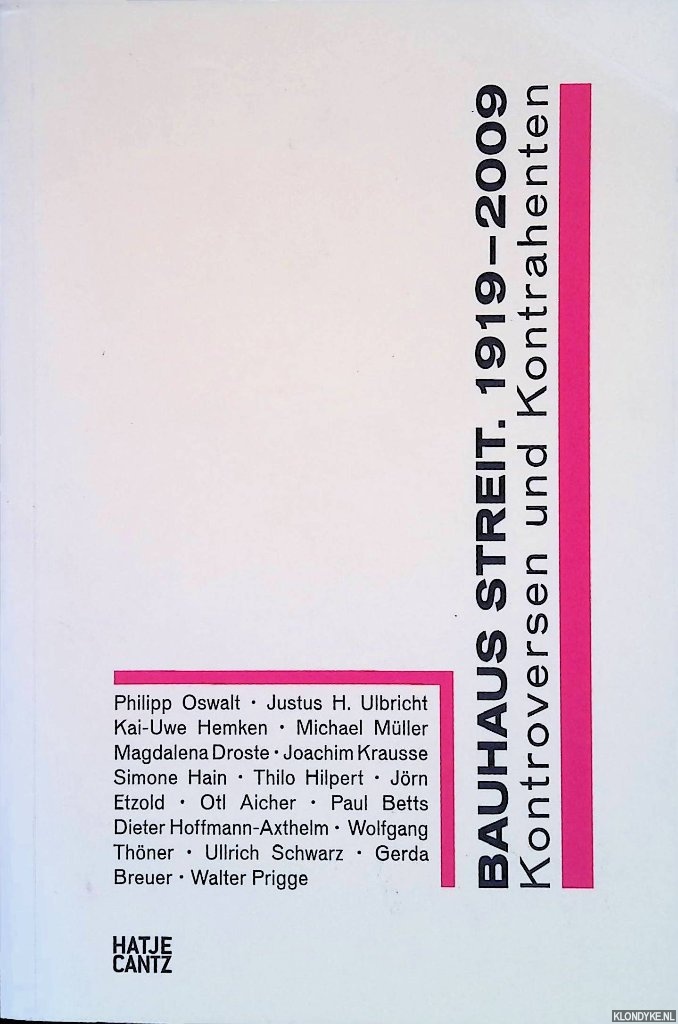 BAUHAUS STREIT. 1919–2009
Kontroversen und Kontrahenten
Philipp Oswalt · Justus H. Ulbricht
Kai-Uwe Hemken · Michael Müller
Magdalena Droste · Joachim Krausse
Simone Hain · Thilo Hilpert · Jörn
Etzold · Otl Aicher · Paul Betts
Dieter Hoffmann-Axthelm · Wolfgang
Thöner · Ullrich Schwarz · Gerda
Breuer · Walter Prigge
HATJE
CANTZ
KLONDYKE.NL